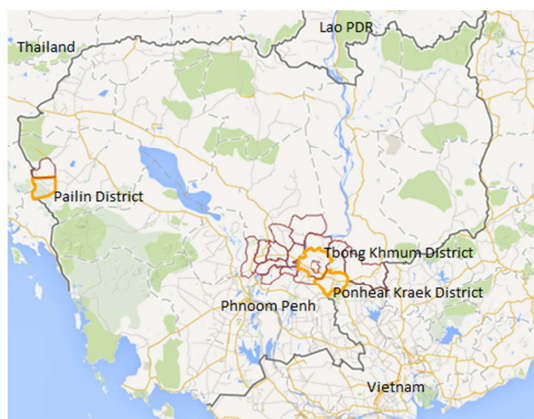 Lao PDR
Thailand
Pailin District
Tbong Khmum District
Ponhear Kraek District
Phnoom Penh
Vietnam